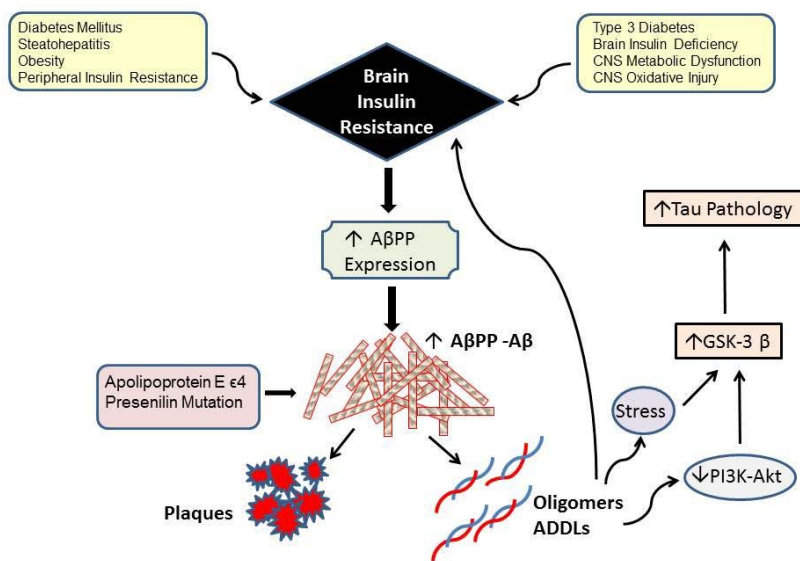 Diabetes Mellitus
Steatohepatitis
Obesity
Peripheral Insulin Resistance
Type 3 Diabetes
Brain Insulin Deficiency
CNS Metabolic Dysfunction
CNS Oxidative Injury
Brain
Insulin
Resistance
↑ AβPP
Expression
↑ AβPP -Aβ
Apolipoprotein E ε4
Presenilin Mutation
Plaques
Oligomers
ADDLs
Stress
↓PI3K-Akt
↑GSK-3 β
↑Tau Pathology